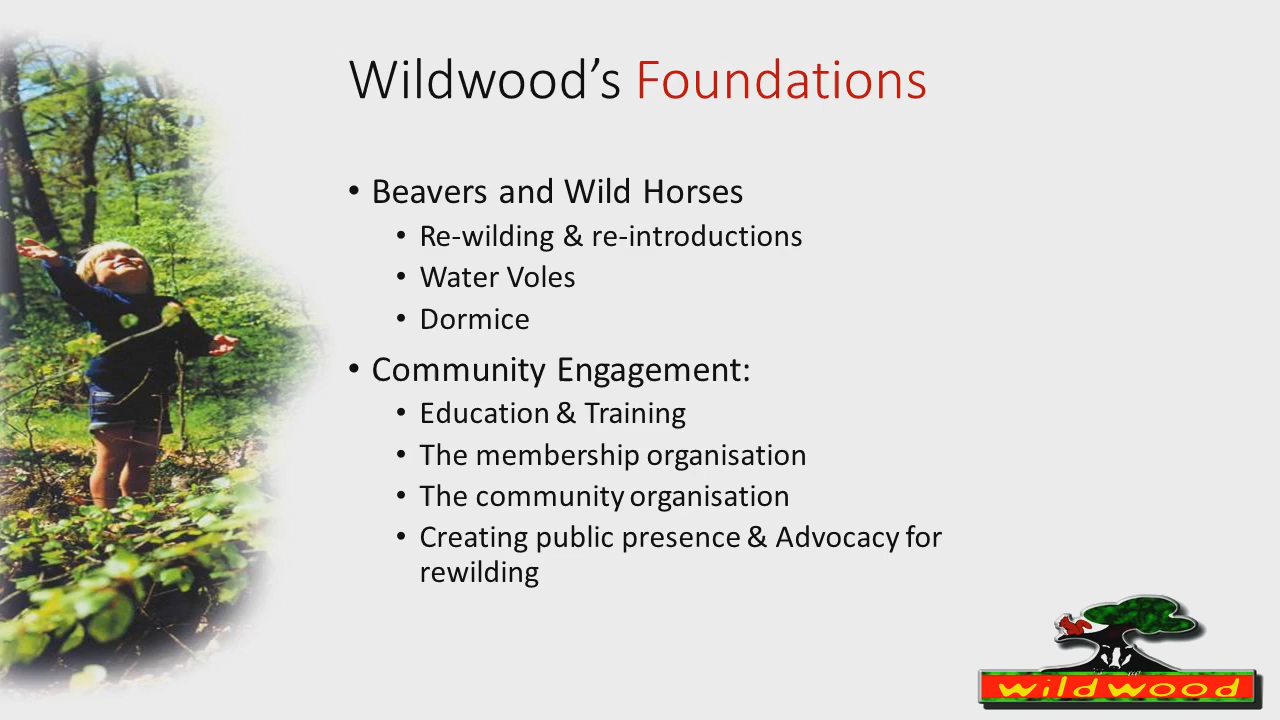 Wildwood’s Foundations
• Beavers and Wild Horses
• Re-wilding & re-introductions
• Water Voles
• Dormice
• Community Engagement:
• Education & Training
• The membership organisation
• The community organisation
• Creating public presence & Advocacy for
rewilding
wildwood